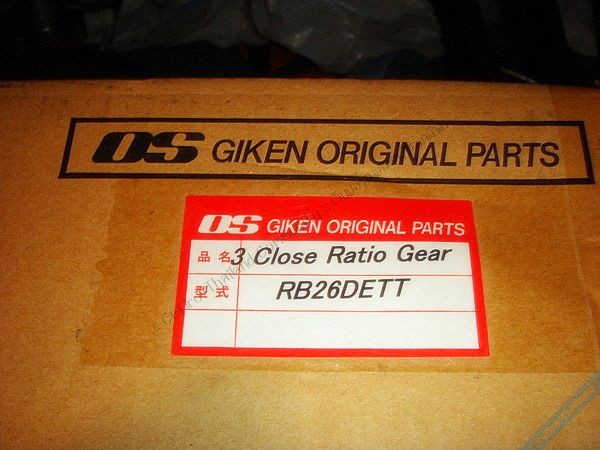 OS GIKEN ORIGINAL PARTS
OS GIKEN ORIGINAL PARTS
品名 3 Close Ratio Gear
型式 RB26DETT